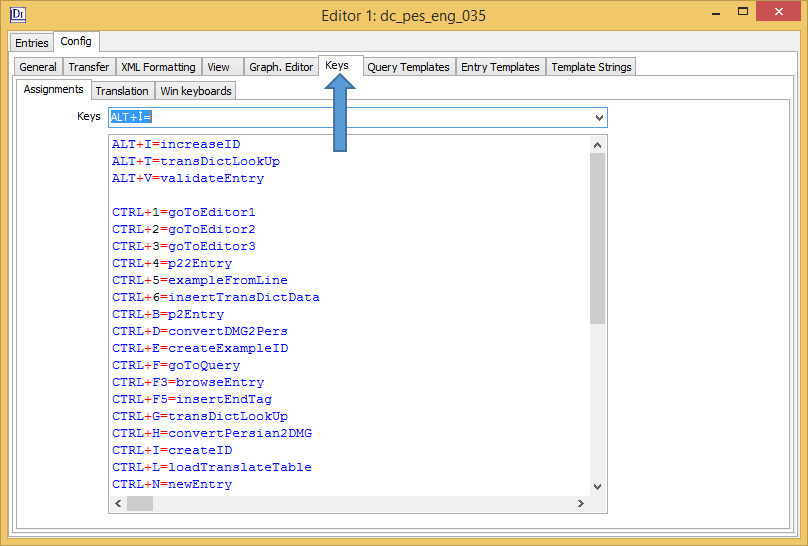 Editor 1: dc_pes_eng_035
Entries Config
General Transfer XML Formatting View Graph. Editor Keys Query Templates Entry Templates Template Strings
Assignments Translation Win keyboards
Keys ALT+I=
ALT+I=increaseID
ALT+T=transDictLookUp
ALT+V=validateEntry
CTRL+1=goToEditor1
CTRL+2=goToEditor2
CTRL+3=goToEditor3
CTRL+4=p22Entry
CTRL+5=exampleFromLine
CTRL+6=insertTransDictData
CTRL+B=p2Entry
CTRL+D=convertDMG2Pers
CTRL+E=createExampleID
CTRL+F=goToQuery
CTRL+F3=browseEntry
CTRL+F5=insertEndTag
CTRL+G=transDictLookUp
CTRL+H=convertPersian2DMG
CTRL+I=createID
CTRL+L=loadTranslateTable
CTRL+N=newEntry